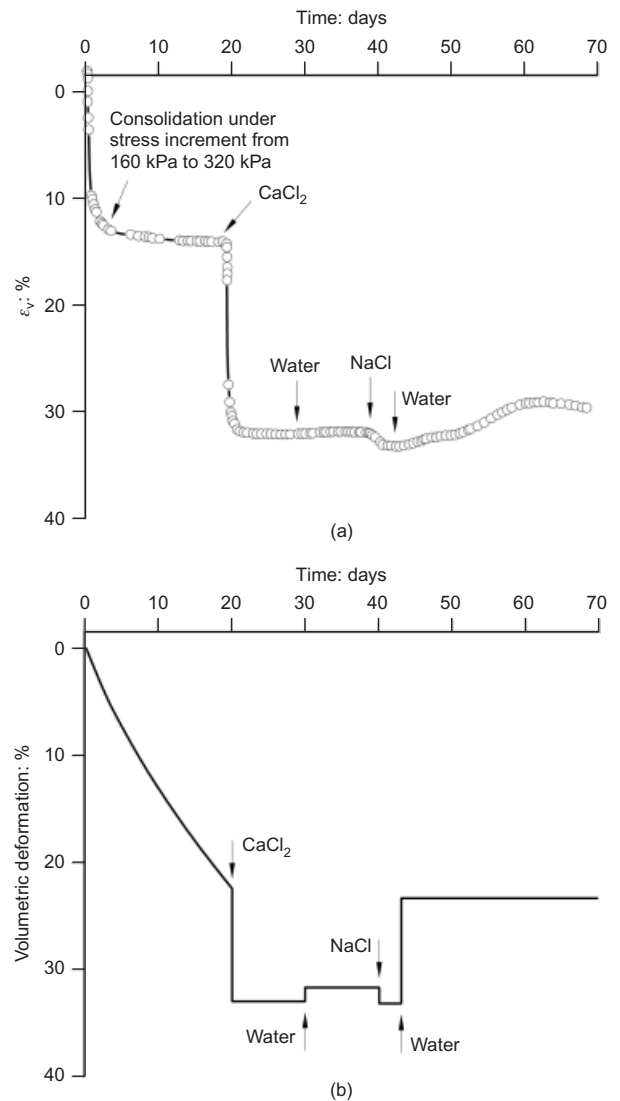 Time: days
0 10 20 30 40 50 60 70
0
Consolidation under
stress increment from
160 kPa to 320 kPa
CaCl₂
10
εᵥ: %
20
Water
NaCl
Water
30
40
(a)
Time: days
0 10 20 30 40 50 60 70
0
10
Volumetric deformation: %
CaCl₂
20
NaCl
30
Water
Water
40
(b)